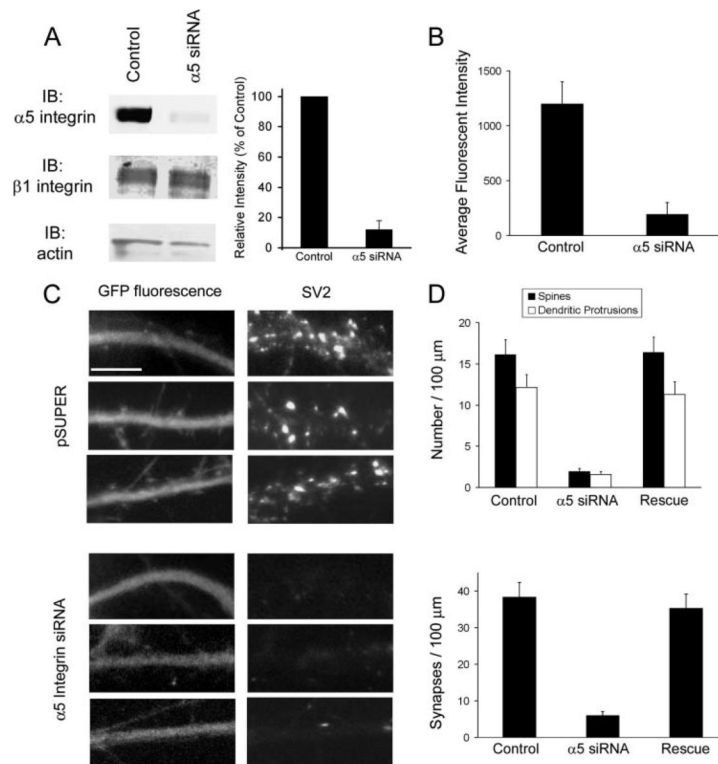 A
Control
α5 siRNA
IB:
α5 integrin
IB:
β1 integrin
IB:
actin
Relative Intensity (% of Control)
100
80
60
40
20
0
Control
α5 siRNA
B
Average Fluorescent Intensity
1500
1000
500
0
Control
α5 siRNA
C
GFP fluorescence
SV2
pSUPER
α5 Integrin siRNA
D
Spines
Dendritic Protrusions
Number / 100 µm
20
15
10
5
0
Control
α5 siRNA
Rescue
Synapses / 100 µm
40
30
20
10
0
Control
α5 siRNA
Rescue